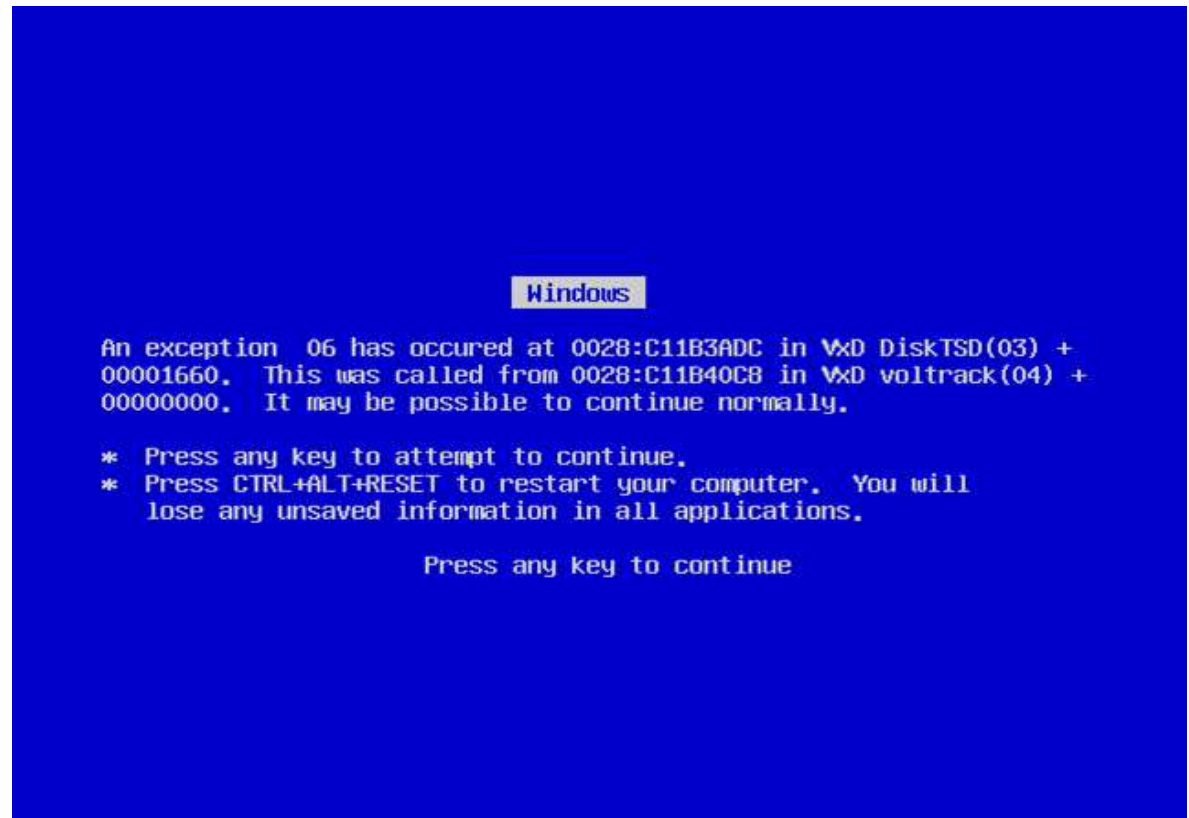 Windows
An exception  06 has occured at 0028:C11B3ADC in VxD DiskTSD(03) +
00001660.  This was called from 0028:C11B40C8 in VxD voltrack(04) +
00000000.  It may be possible to continue normally.
*  Press any key to attempt to continue.
*  Press CTRL+ALT+RESET to restart your computer.  You will
lose any unsaved information in all applications.
Press any key to continue